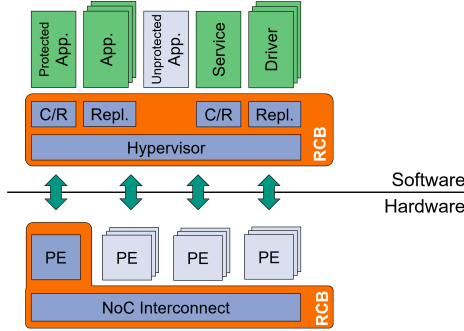 Protected
App.
App.
Unprotected
App.
Service
Driver
C/R
Repl.
C/R
Repl.
Hypervisor
RCB
Software
Hardware
PE
PE
PE
PE
NoC Interconnect
RCB